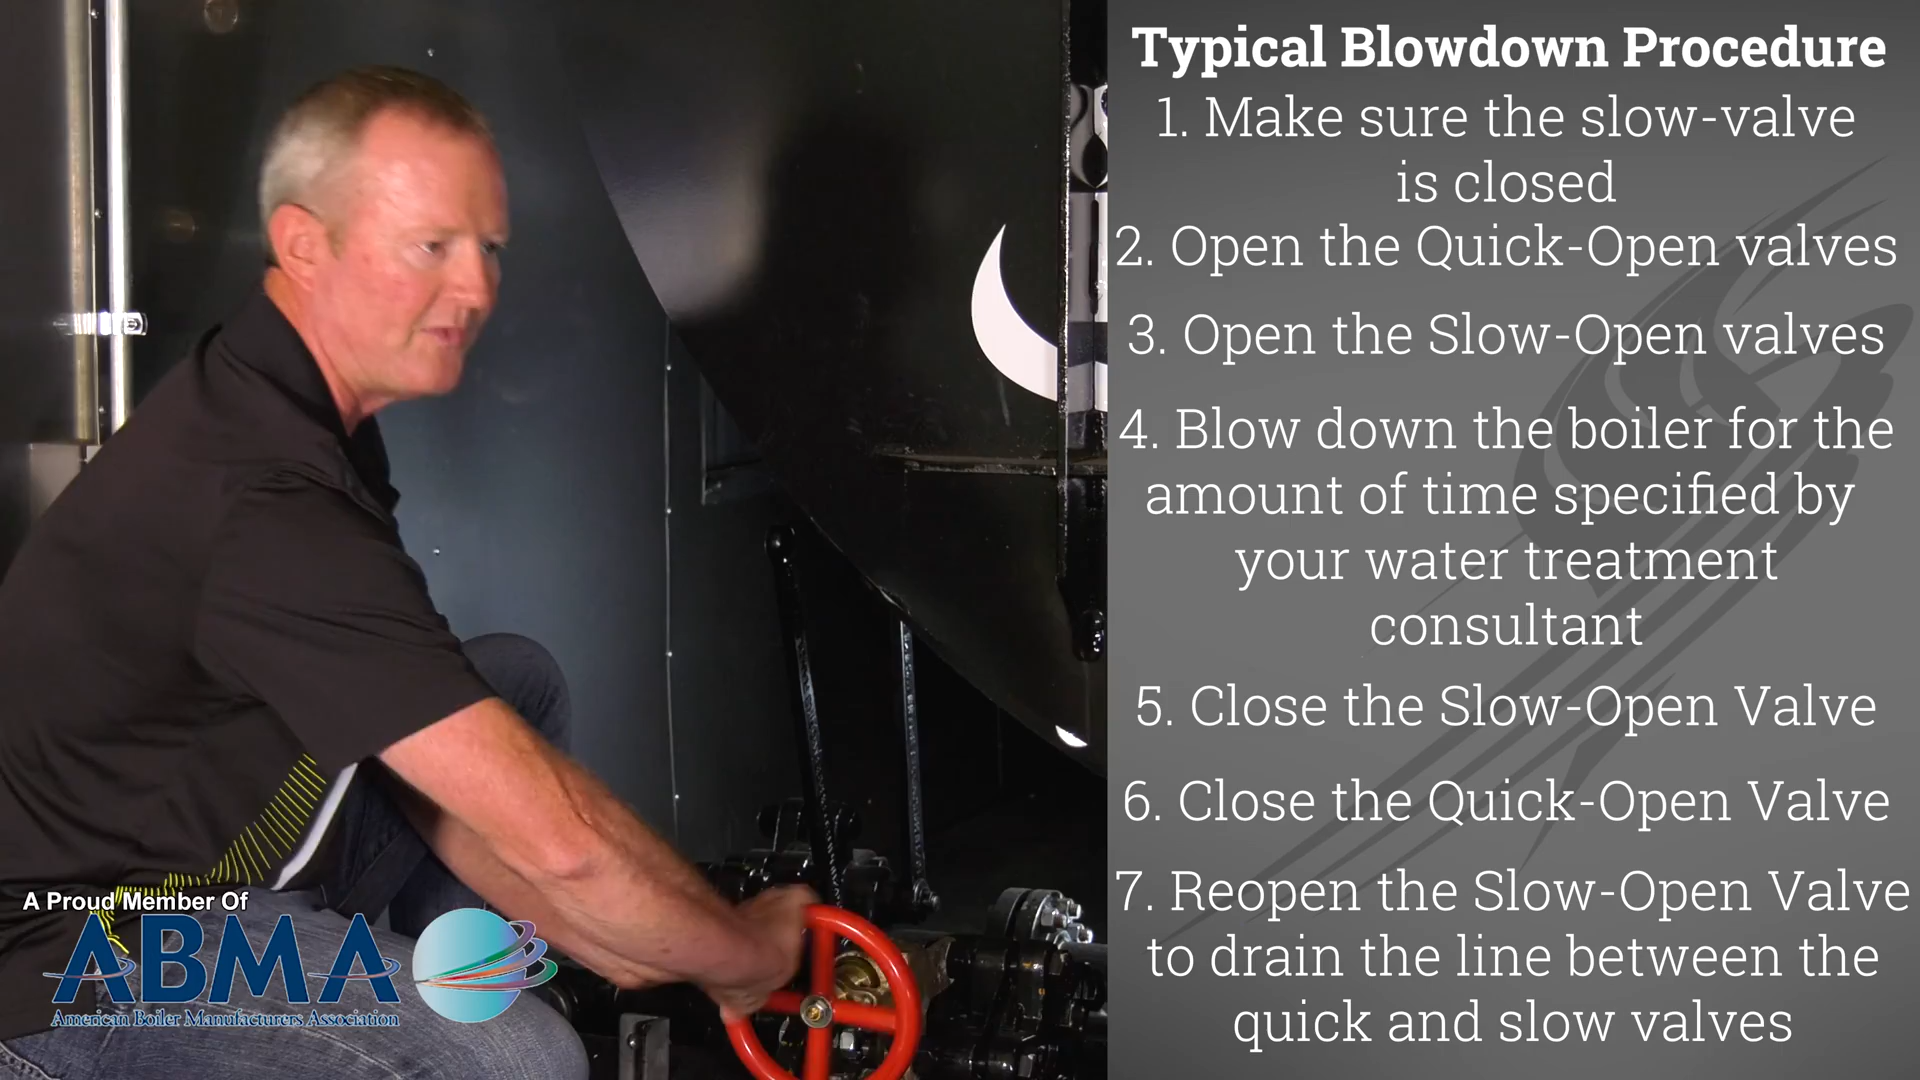 Typical Blowdown Procedure
1. Make sure the slow-valve
is closed
2. Open the Quick-Open valves
3. Open the Slow-Open valves
4. Blow down the boiler for the
amount of time specified by
your water treatment
consultant
5. Close the Slow-Open Valve
6. Close the Quick-Open Valve
7. Reopen the Slow-Open Valve
to drain the line between the
quick and slow valves
A Proud Member Of
ABMA
American Boiler Manufacturers Association